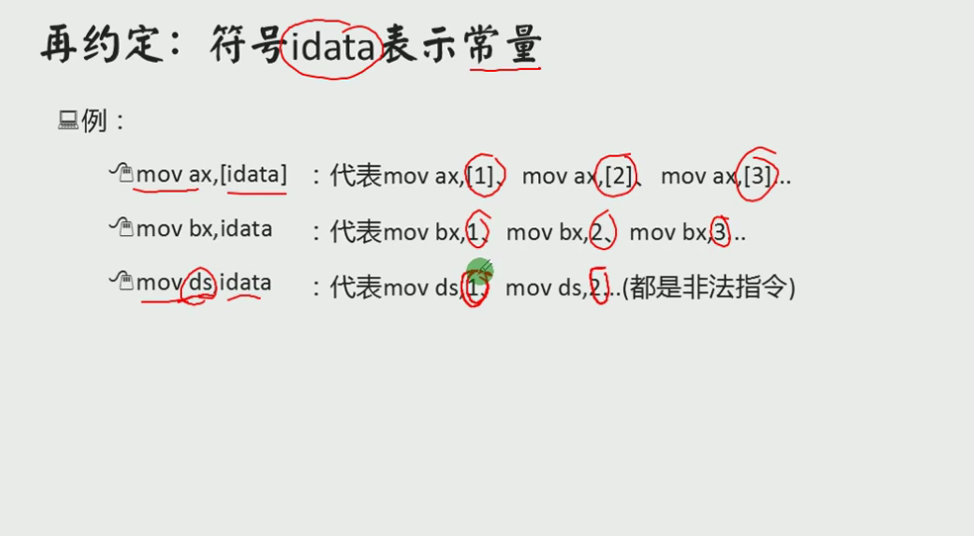 再约定：符号idata表示常量
例：
mov ax,[idata] ：代表mov ax,[1]、 mov ax,[2]、 mov ax,[3]...
mov bx,idata ：代表mov bx,1、 mov bx,2、 mov bx,3...
mov ds,idata ：代表mov ds,1、 mov ds,2...(都是非法指令)